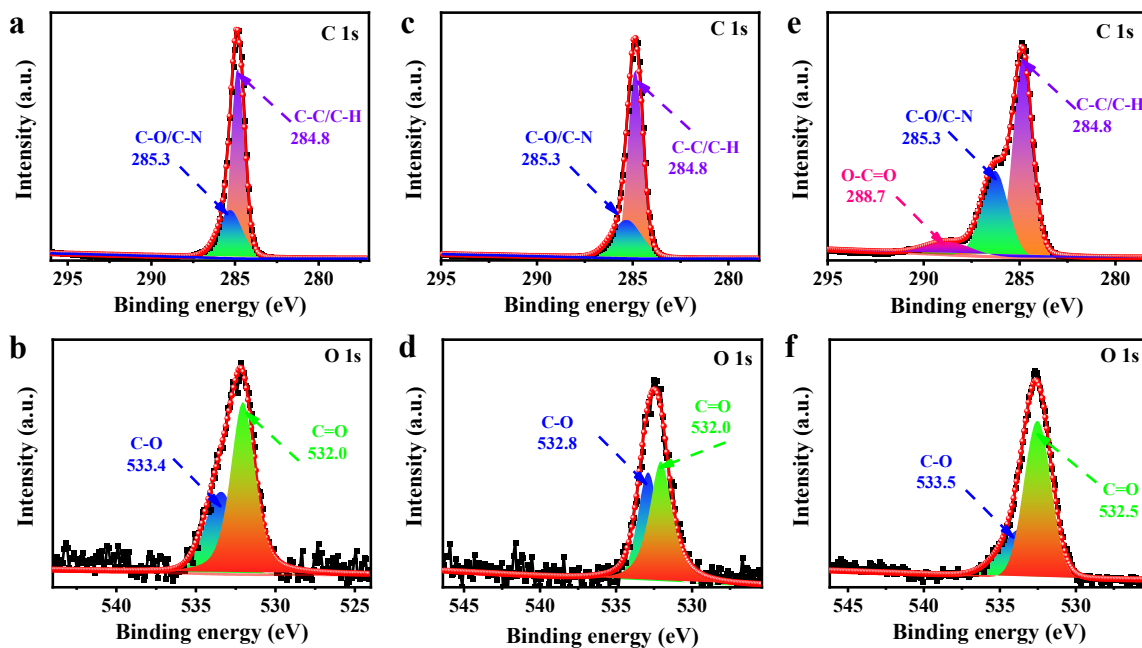 a
C 1s
C-C/C-H
284.8
C-O/C-N
285.3
Intensity (a.u.)
295
290
285
280
Binding energy (eV)
c
C 1s
C-O/C-N
285.3
C-C/C-H
284.8
Intensity (a.u.)
295
290
285
280
Binding energy (eV)
e
C 1s
C-C/C-H
284.8
C-O/C-N
285.3
O-C=O
288.7
Intensity (a.u.)
295
290
285
280
Binding energy (eV)
b
O 1s
C=O
532.0
C-O
533.4
Intensity (a.u.)
540
535
530
525
Binding energy (eV)
d
O 1s
C=O
532.0
C-O
532.8
Intensity (a.u.)
545
540
535
530
Binding energy (eV)
f
O 1s
C-O
533.5
C=O
532.5
Intensity (a.u.)
545
540
535
530
Binding energy (eV)